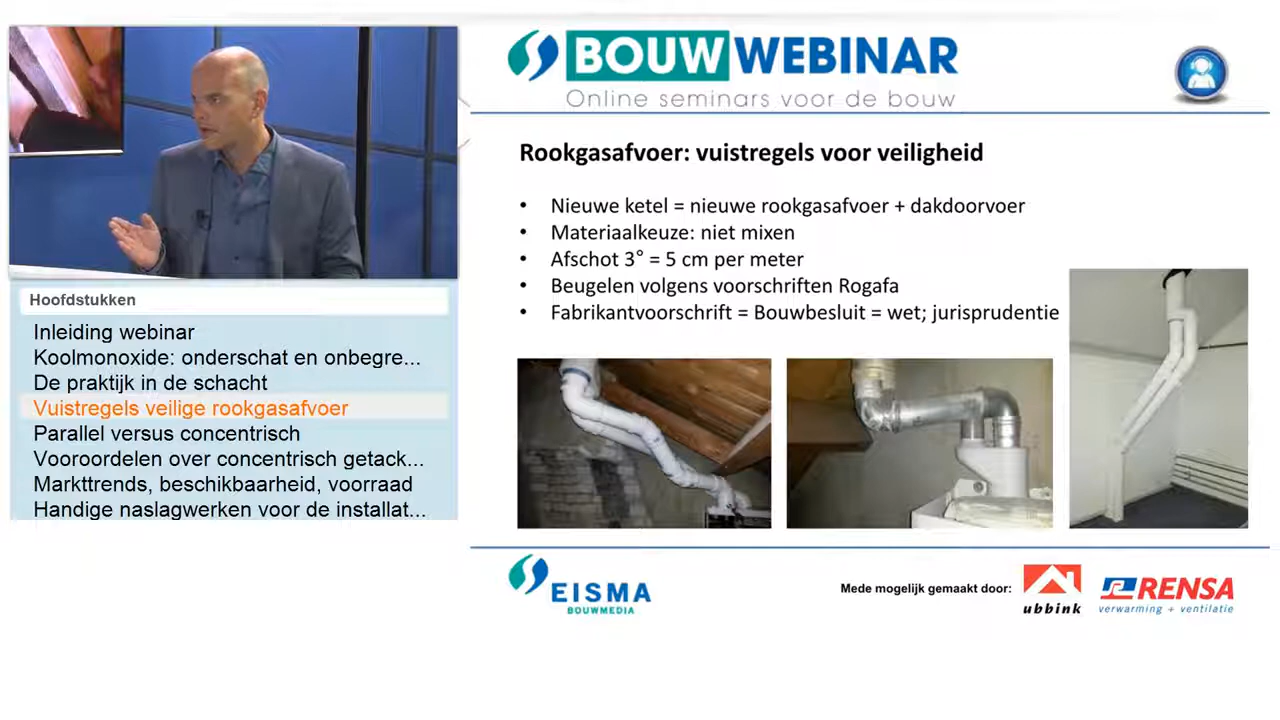 BOUWWEBINAR
Online seminars voor de bouw
Rookgasafvoer: vuistregels voor veiligheid
• Nieuwe ketel = nieuwe rookgasafvoer + dakdoorvoer
• Materiaalkeuze: niet mixen
• Afschot 3° = 5 cm per meter
• Beugelen volgens voorschriften Rogafa
• Fabrikantvoorschrift = Bouwbesluit = wet; jurisprudentie
Hoofdstukken
Inleiding webinar
Koolmonoxide: onderschat en onbegre...
De praktijk in de schacht
Vuistregels veilige rookgasafvoer
Parallel versus concentrisch
Vooroordelen over concentrisch getack...
Markttrends, beschikbaarheid, voorraad
Handige naslagwerken voor de installat...
EISMA
BOUWMEDIA
Mede mogelijk gemaakt door:
ubbink
RENSA
verwarming + ventilatie